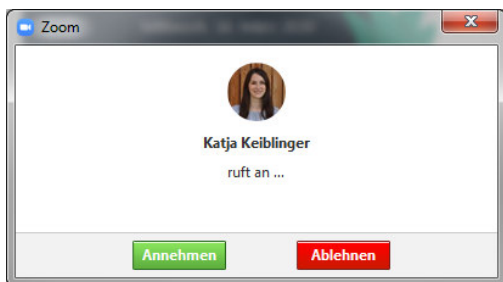 Zoom
Katja Keiblinger
ruft an ...
Annehmen
Ablehnen